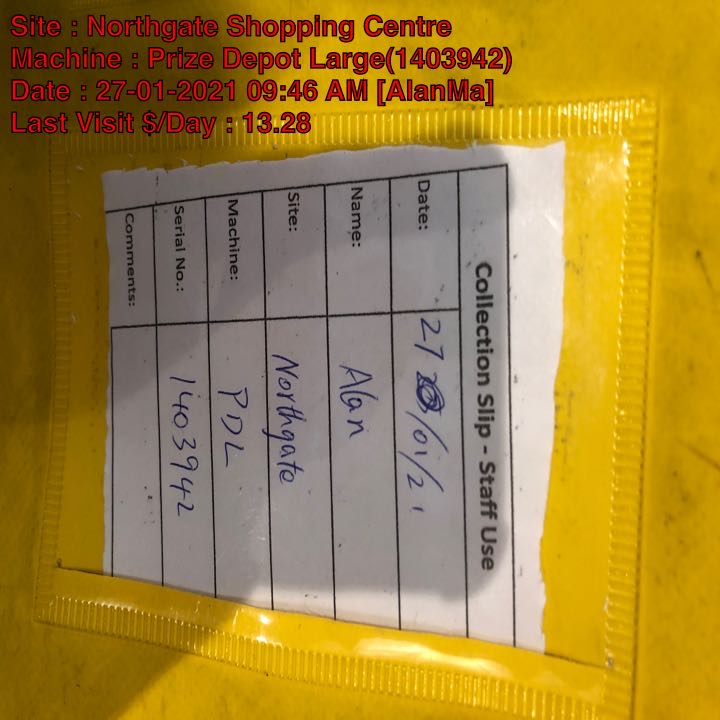 Site : Northgate Shopping Centre
Machine : Prize Depot Large(1403942)
Date : 27-01-2021 09:46 AM [AlanMa]
Last Visit $/Day : 13.28
Collection Slip - Staff Use
Date: 27 /01/21
Name: Alan
Site: Northgate
Machine: PDL
Serial No.: 1403942
Comments: